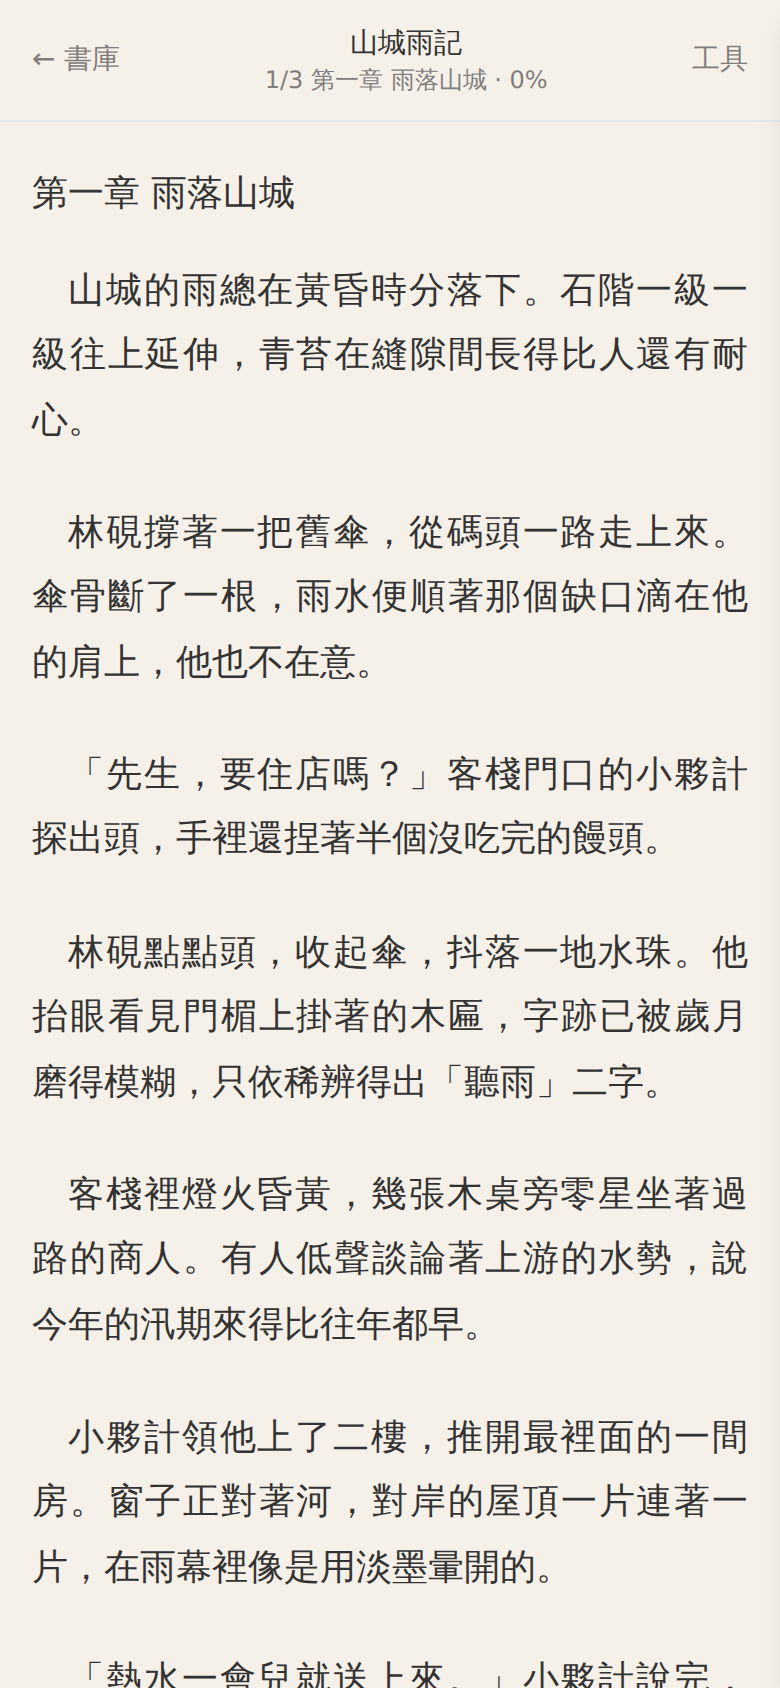 ← 書庫
山城雨記
工具
1/3 第一章 雨落山城 · 0%
第一章 雨落山城
山城的雨總在黃昏時分落下。石階一級一
級往上延伸，青苔在縫隙間長得比人還有耐
心。
林硯撐著一把舊傘，從碼頭一路走上來。
傘骨斷了一根，雨水便順著那個缺口滴在他
的肩上，他也不在意。
「先生，要住店嗎？」客棧門口的小夥計
探出頭，手裡還捏著半個沒吃完的饅頭。
林硯點點頭，收起傘，抖落一地水珠。他
抬眼看見門楣上掛著的木匾，字跡已被歲月
磨得模糊，只依稀辨得出「聽雨」二字。
客棧裡燈火昏黃，幾張木桌旁零星坐著過
路的商人。有人低聲談論著上游的水勢，說
今年的汛期來得比往年都早。
小夥計領他上了二樓，推開最裡面的一間
房。窗子正對著河，對岸的屋頂一片連著一
片，在雨幕裡像是用淡墨暈開的。
「熱水一會兒就送上來。」小夥計說完，